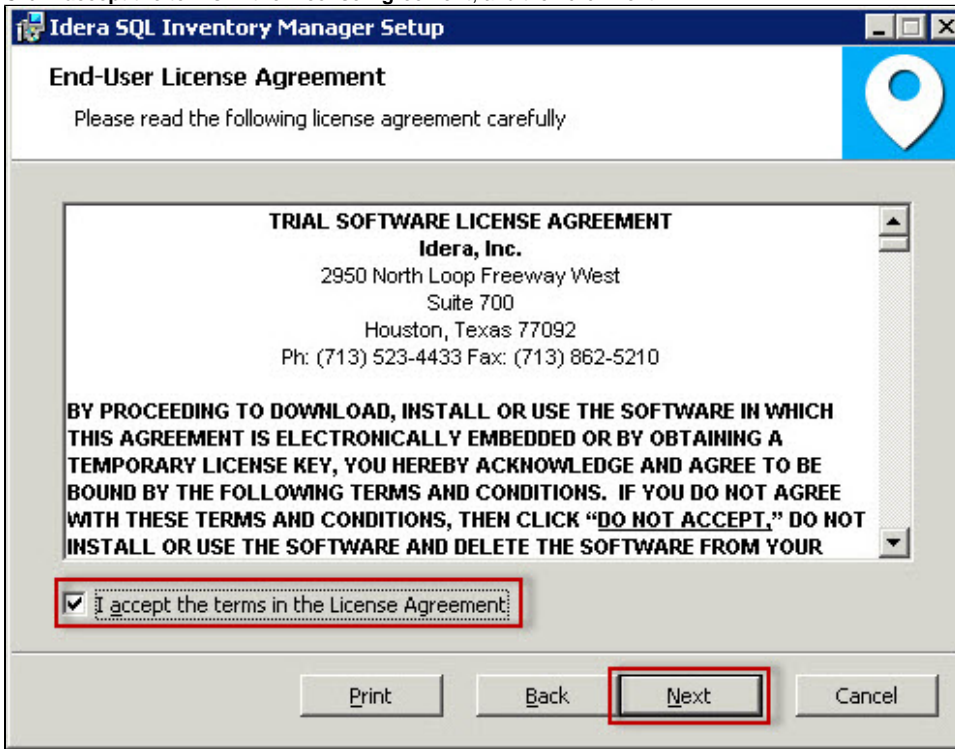 Idera SQL Inventory Manager Setup
End-User License Agreement
Please read the following license agreement carefully
TRIAL SOFTWARE LICENSE AGREEMENT
Idera, Inc.
2950 North Loop Freeway West
Suite 700
Houston, Texas 77092
Ph: (713) 523-4433 Fax: (713) 862-5210
BY PROCEEDING TO DOWNLOAD, INSTALL OR USE THE SOFTWARE IN WHICH
THIS AGREEMENT IS ELECTRONICALLY EMBEDDED OR BY OBTAINING A
TEMPORARY LICENSE KEY, YOU HEREBY ACKNOWLEDGE AND AGREE TO BE
BOUND BY THE FOLLOWING TERMS AND CONDITIONS.  IF YOU DO NOT AGREE
WITH THESE TERMS AND CONDITIONS, THEN CLICK “DO NOT ACCEPT,” DO NOT
INSTALL OR USE THE SOFTWARE AND DELETE THE SOFTWARE FROM YOUR
I accept the terms in the License Agreement
Print Back Next Cancel